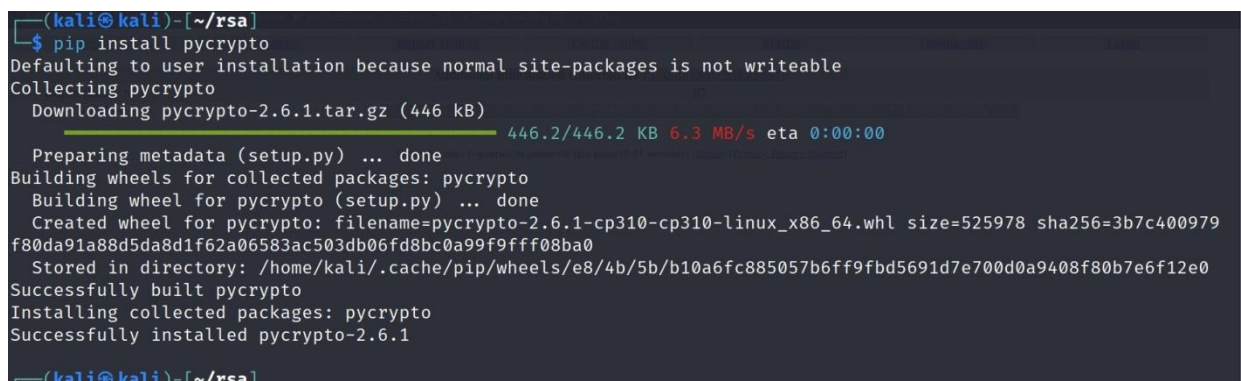 ┌──(kali㉿kali)-[~/rsa]
└─$ pip install pycrypto
Defaulting to user installation because normal site-packages is not writeable
Collecting pycrypto
  Downloading pycrypto-2.6.1.tar.gz (446 kB)
     ━━━━━━━━━━━━━━━━━━━━━━━━━━━━━━━━━━━━━━━━ 446.2/446.2 KB 6.3 MB/s eta 0:00:00
  Preparing metadata (setup.py) ... done
Building wheels for collected packages: pycrypto
  Building wheel for pycrypto (setup.py) ... done
  Created wheel for pycrypto: filename=pycrypto-2.6.1-cp310-cp310-linux_x86_64.whl size=525978 sha256=3b7c400979
f80da91a88d5da8d1f62a06583ac503db06fd8bc0a99f9fff08ba0
  Stored in directory: /home/kali/.cache/pip/wheels/e8/4b/5b/b10a6fc885057b6ff9fbd5691d7e700d0a9408f80b7e6f12e0
Successfully built pycrypto
Installing collected packages: pycrypto
Successfully installed pycrypto-2.6.1
┌──(kali㉿kali)-[~/rsa]